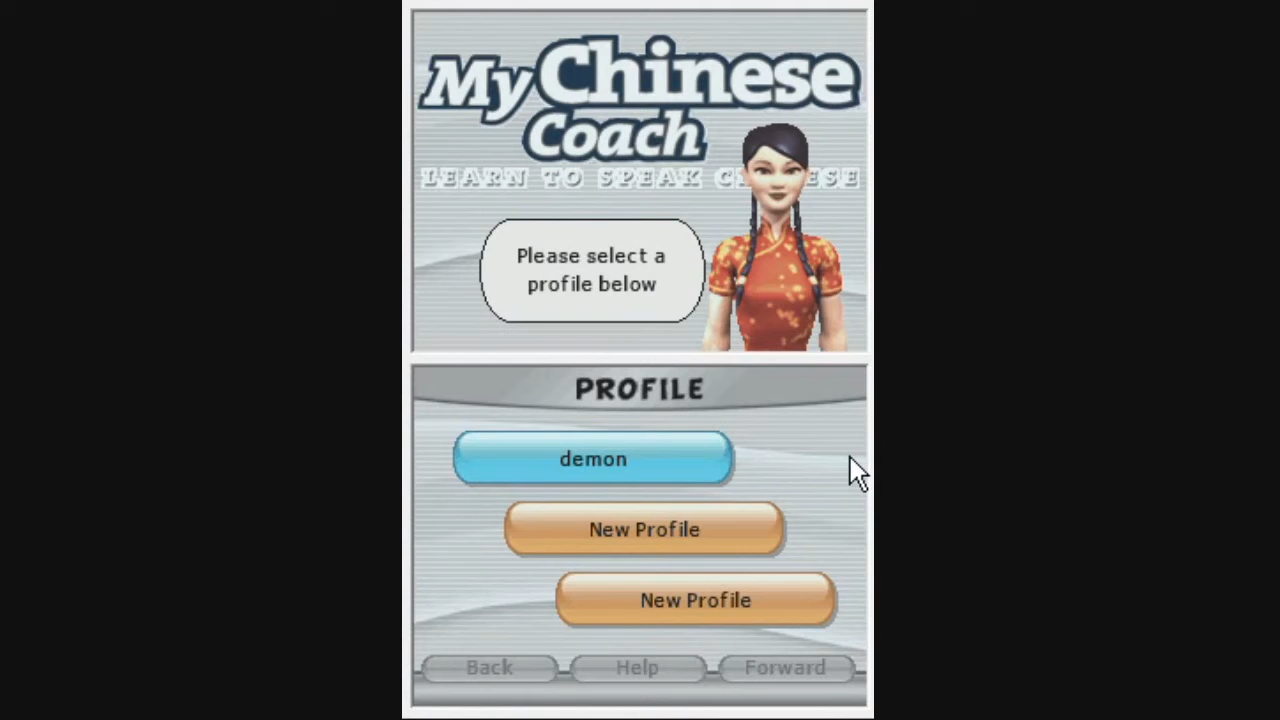 My Chinese
Coach
LEARN TO SPEAK CHINESE
Please select a
profile below
PROFILE
demon
New Profile
New Profile
Back
Help
Forward